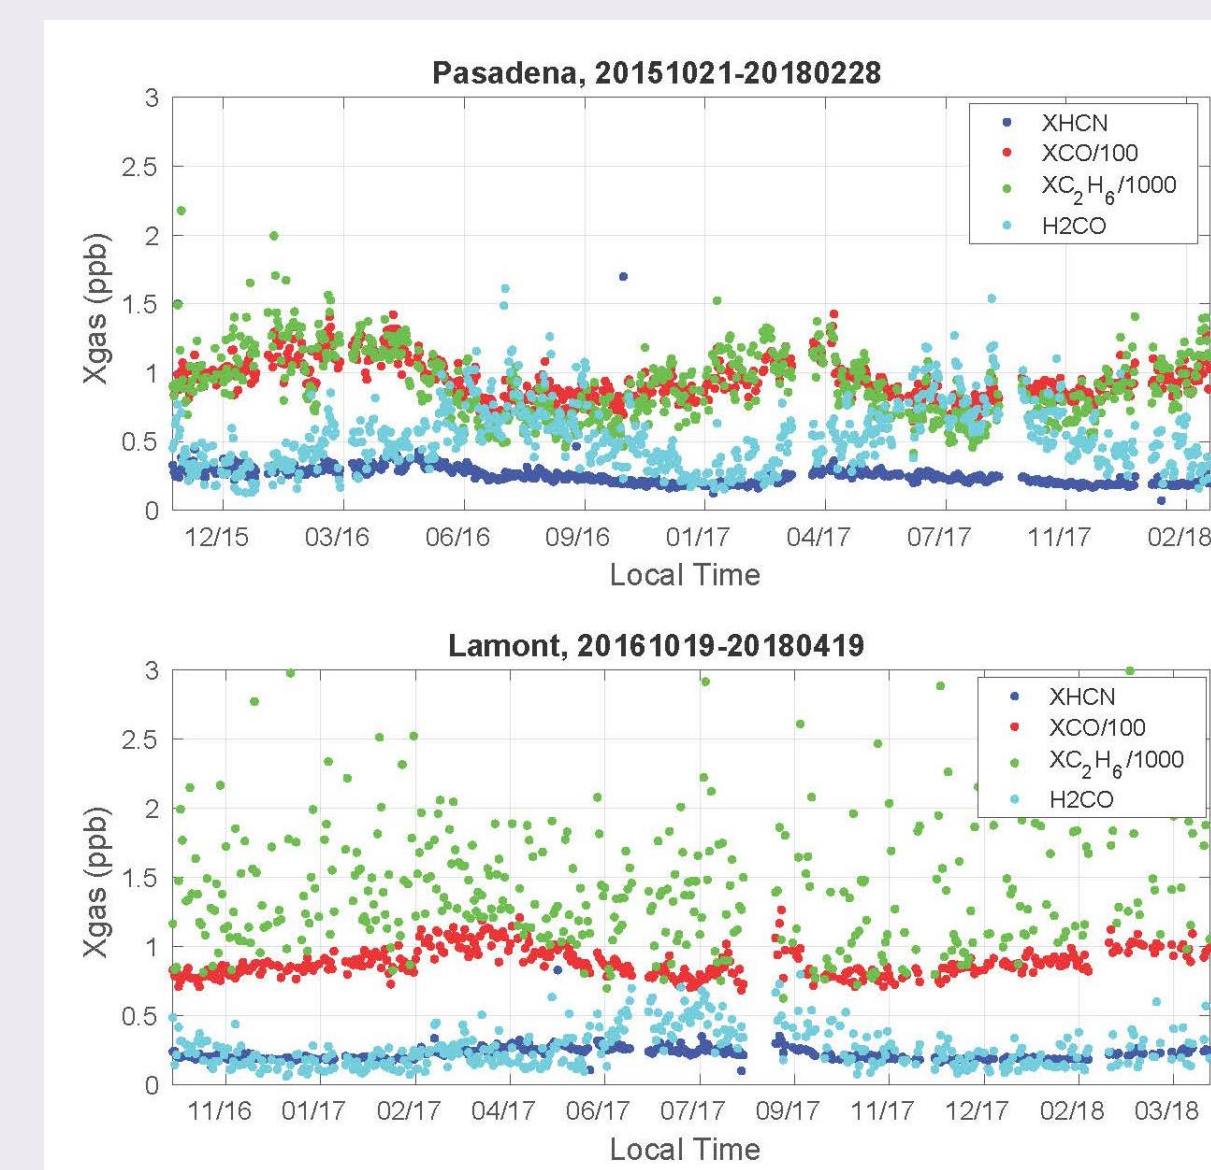 Pasadena, 20151021-20180228
3
2.5
2
1.5
1
0.5
0
Xgas (ppb)
XHCN
XCO/100
XC2H6/1000
H2CO
12/15 03/16 06/16 09/16 01/17 04/17 07/17 11/17 02/18
Local Time
Lamont, 20161019-20180419
3
2.5
2
1.5
1
0.5
0
Xgas (ppb)
XHCN
XCO/100
XC2H6/1000
H2CO
11/16 01/17 02/17 04/17 06/17 07/17 09/17 11/17 12/17 02/18 03/18
Local Time